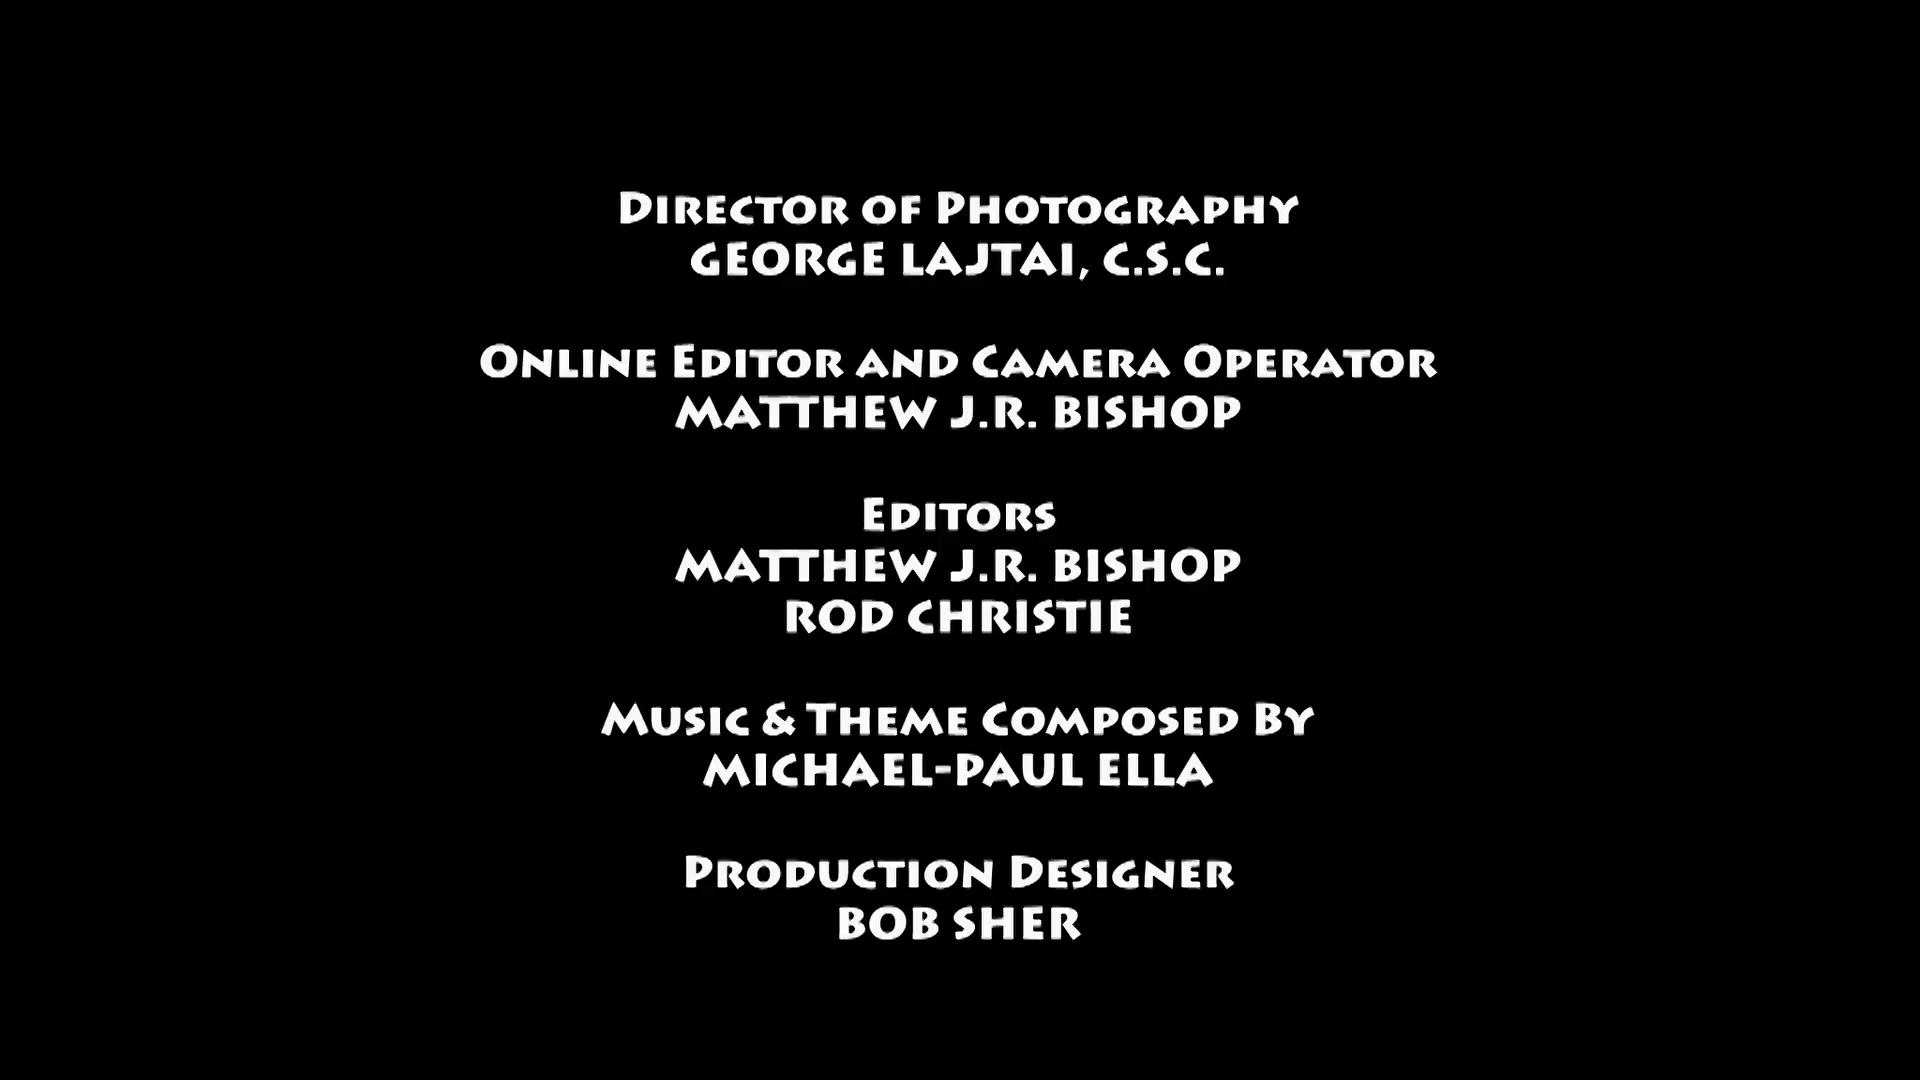 Director of Photography
GEORGE LAJTAI, C.S.C.
Online Editor and Camera Operator
MATTHEW J.R. BISHOP
Editors
MATTHEW J.R. BISHOP
ROD CHRISTIE
Music & Theme Composed By
MICHAEL-PAUL ELLA
Production Designer
BOB SHER